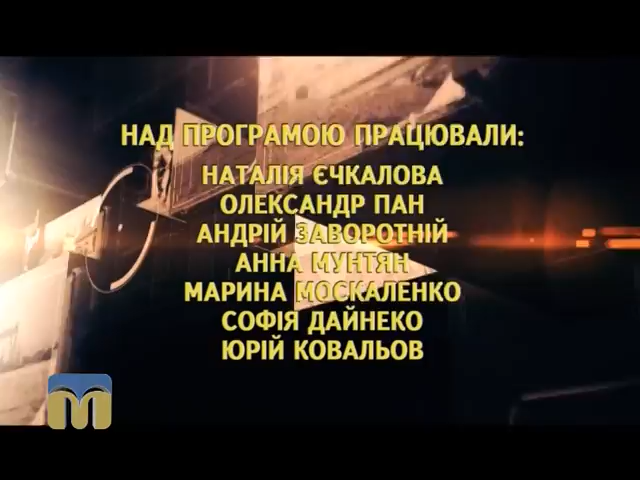 НАД ПРОГРАМОЮ ПРАЦЮВАЛИ:
НАТАЛІЯ ЄЧКАЛОВА
ОЛЕКСАНДР ПАН
АНДРІЙ ЗАВОРОТНІЙ
АННА МУНТЯН
МАРИНА МОСКАЛЕНКО
СОФІЯ ДАЙНЕКО
ЮРІЙ КОВАЛЬОВ
М